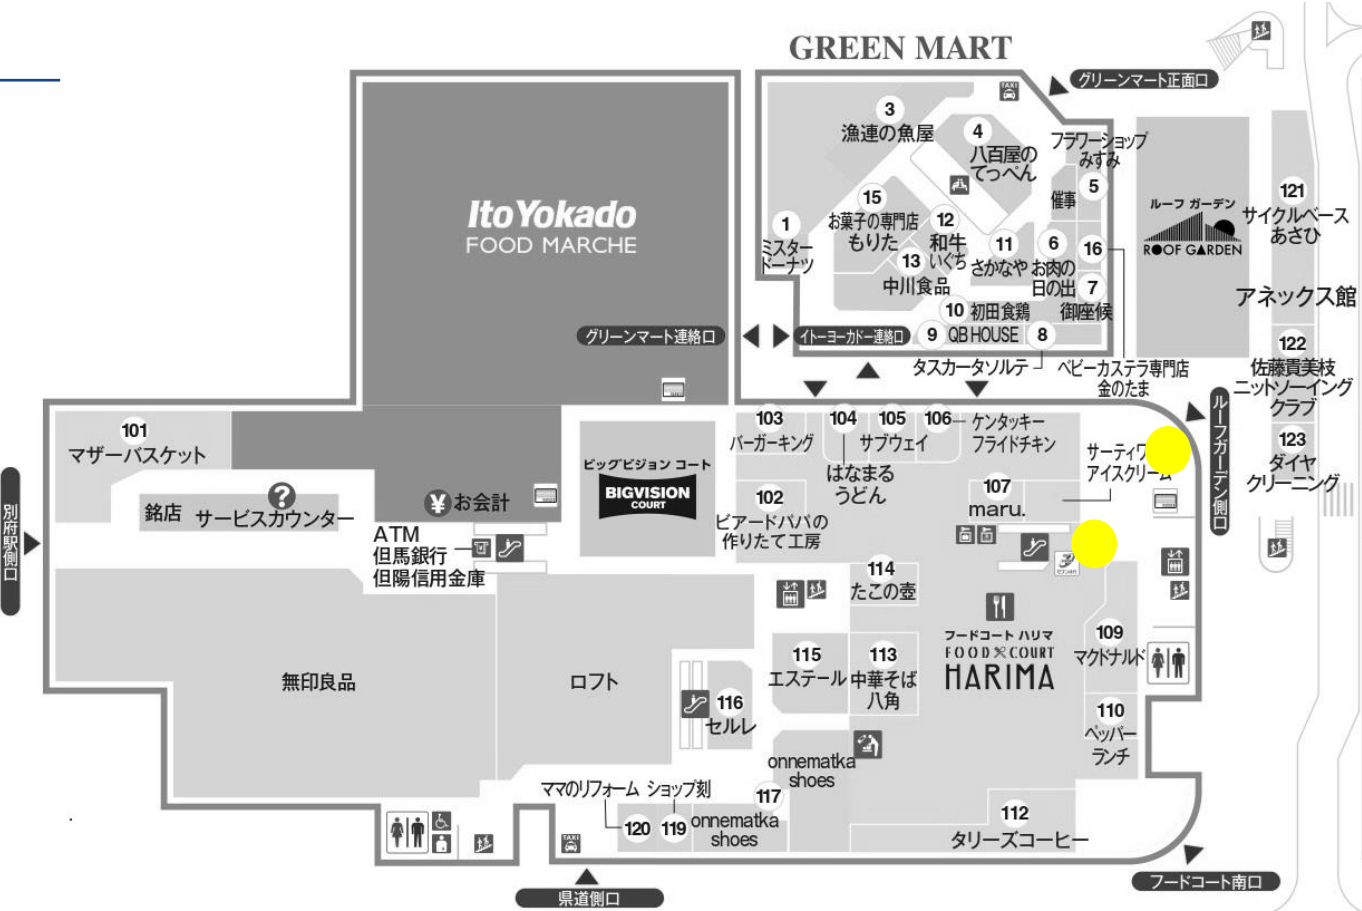 GREEN MART
グリーンマート正面口
TAXI
3
漁連の魚屋
4
八百屋の
てっぺん
フラワーショップ
みすみ
5
催事
15
お菓子の専門店
もりた
12
和牛
いぐち
13
中川食品
11
さかなや
6
お肉の
日の出
16
7
御座候
1
ミスター
ドーナツ
10
初田食鶏
9
QB HOUSE
8
イトーヨーカドー連絡口
タスカータソルテ
ベビーカステラ専門店
金のたま
ルーフ ガーデン
ROOF GARDEN
121
サイクルベース
あさひ
アネックス館
122
佐藤貴美枝
ニットソーイング
クラブ
123
ダイヤ
クリーニング
ItoYokado
FOOD MARCHE
グリーンマート連絡口
101
マザーバスケット
銘店
?
サービスカウンター
¥
お会計
ATM
但馬銀行
但陽信用金庫
別府駅側口
ビッグビジョン コート
BIGVISION
COURT
103
バーガーキング
104
はなまる
うどん
105
サブウェイ
106
ケンタッキー
フライドチキン
102
ビアードパパの
作りたて工房
107
maru.
アイスクリーム
ルーフガーデン側口
114
たこの壺
フードコート ハリマ
FOOD COURT
HARIMA
109
マクドナルド
110
ペッパー
ランチ
115
エステール
113
中華そば
八角
116
セルレ
無印良品
ロフト
onnematka
shoes
117
onnematka
shoes
ママのリフォーム
ショップ刻
120
119
112
タリーズコーヒー
TAXI
県道側口
フードコート南口